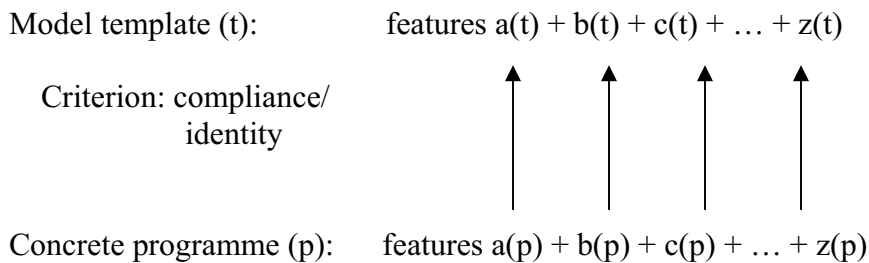 Model template (t): features a(t) + b(t) + c(t) + … + z(t)
Criterion: compliance/
identity
Concrete programme (p): features a(p) + b(p) + c(p) + … + z(p)